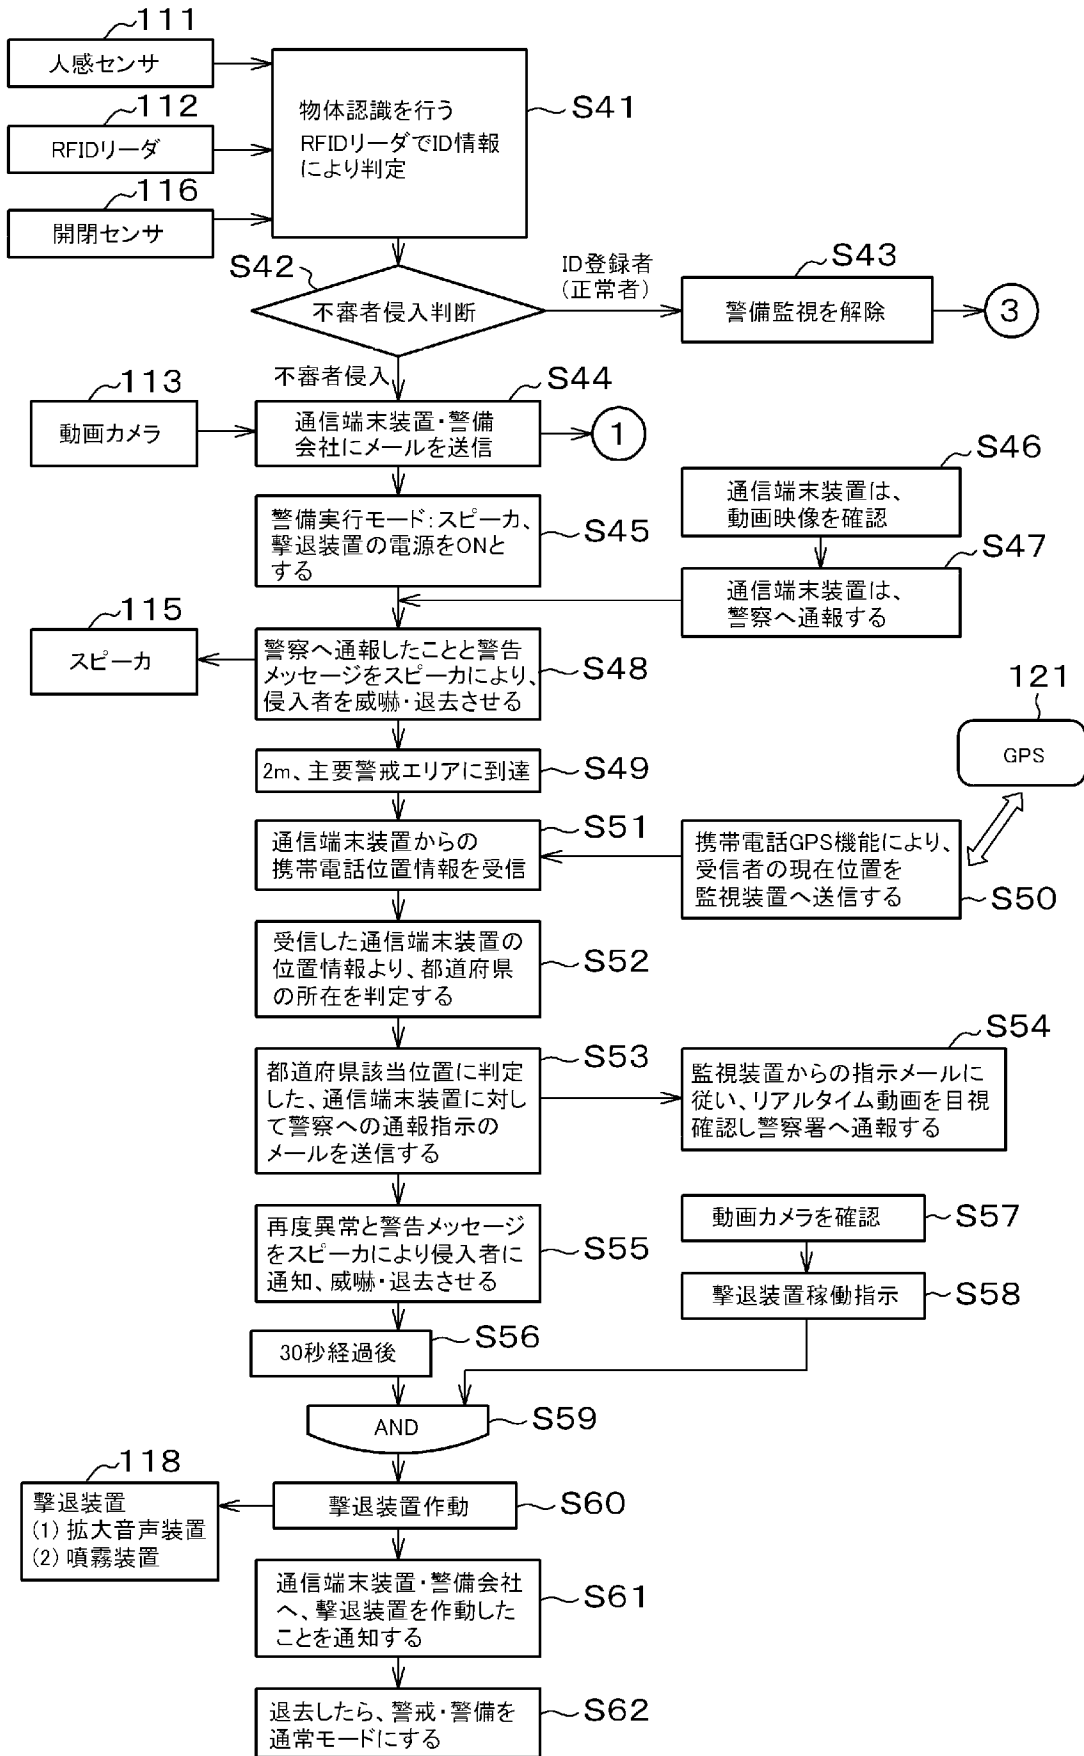 111
人感センサ
112
RFIDリーダ
116
開閉センサ
物体認識を行う
RFIDリーダでID情報
により判定
S41
S42
不審者侵入判断
ID登録者
(正常者)
S43
警備監視を解除
3
不審者侵入
113
動画カメラ
S44
通信端末装置・警備
会社にメールを送信
1
警備実行モード:スピーカ、
撃退装置の電源をONと
する
S45
S46
通信端末装置は、
動画映像を確認
S47
通信端末装置は、
警察へ通報する
115
スピーカ
警察へ通報したことと警告
メッセージをスピーカにより、
侵入者を威嚇・退去させる
S48
121
GPS
2m、主要警戒エリアに到達
S49
通信端末装置からの
携帯電話位置情報を受信
S51
携帯電話GPS機能により、
受信者の現在位置を
監視装置へ送信する
S50
受信した通信端末装置の
位置情報より、都道府県
の所在を判定する
S52
都道府県該当位置に判定
した、通信端末装置に対し
て警察への通報指示の
メールを送信する
S53
S54
監視装置からの指示メールに
従い、リアルタイム動画を目視
確認し警察署へ通報する
再度異常と警告メッセージ
をスピーカにより侵入者に
通知、威嚇・退去させる
S55
動画カメラを確認
S57
撃退装置稼働指示
S58
30秒経過後
S56
AND
S59
118
撃退装置
(1) 拡大音声装置
(2) 噴霧装置
撃退装置作動
S60
通信端末装置・警備会社
へ、撃退装置を作動した
ことを通知する
S61
退去したら、警戒・警備を
通常モードにする
S62